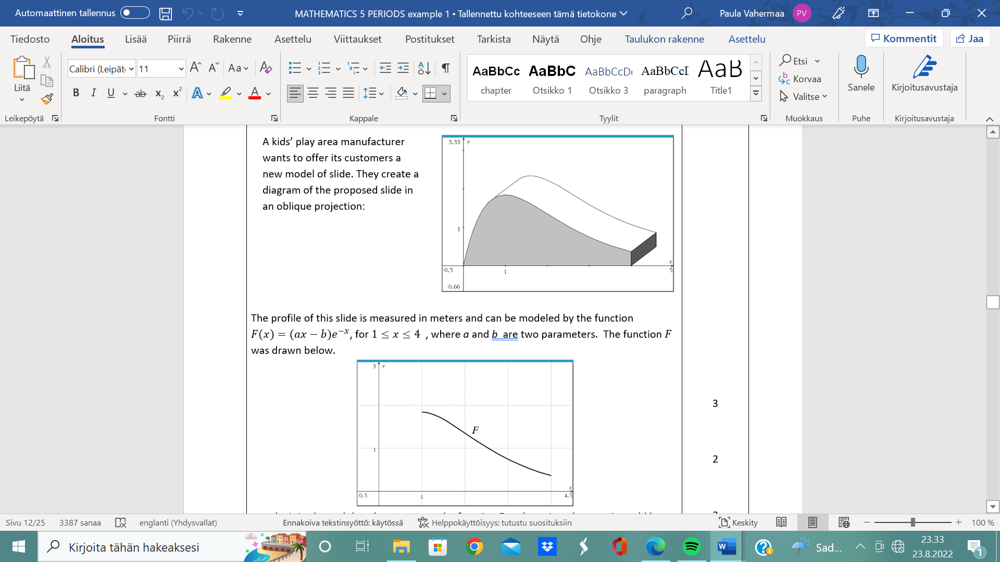 Automaattinen tallennus
MATHEMATICS 5 PERIODS example 1 • Tallennettu kohteeseen tämä tietokone
Paula Vahermaa PV
Tiedosto Aloitus Lisää Piirrä Rakenne Asettelu Viittaukset Postitukset Tarkista Näytä Ohje Taulukon rakenne Asettelu Kommentit Jaa
Liitä
Leikepöytä
Calibri (Leipät 11
Fontti
Kappale
AaBbCc AaBbC AaBbCcD AaBbCcI AaB
chapter Otsikko 1 Otsikko 3 paragraph Title1
Tyylit
Etsi
Korvaa
Valitse
Muokkaus
Sanele
Puhe
Kirjoitusavustaja
Kirjoitusavustaja
A kids’ play area manufacturer
wants to offer its customers a
new model of slide. They create a
diagram of the proposed slide in
an oblique projection:
3.33 y
1
-0.5 1 x 5
-0.66
The profile of this slide is measured in meters and can be modeled by the function
F(x) = (ax − b)e⁻ˣ, for 1 ≤ x ≤ 4 , where a and b are two parameters. The function F
was drawn below.
3 y
F
1
-0.5 1 x 4.5
3
2
Sivu 12/25 3387 sanaa englanti (Yhdysvallat) Ennakoiva tekstinsyöttö: käytössä Helppokäyttöisyys: tutustu suosituksiin Keskity 100 %
Kirjoita tähän hakeaksesi
Sad...
23.33
23.8.2022
1